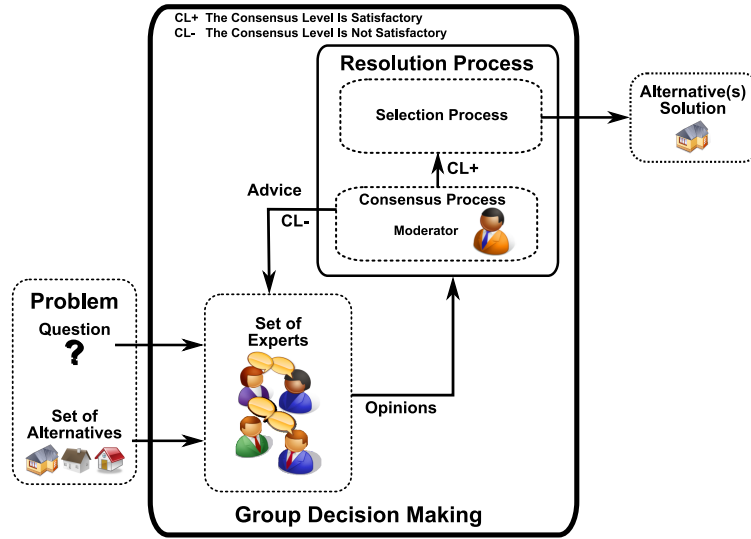 CL+ The Consensus Level Is Satisfactory
CL- The Consensus Level Is Not Satisfactory
Resolution Process
Selection Process
CL+
Consensus Process
Moderator
Advice
CL-
Alternative(s)
Solution
Problem
Question
?
Set of
Alternatives
Set of
Experts
Opinions
Group Decision Making